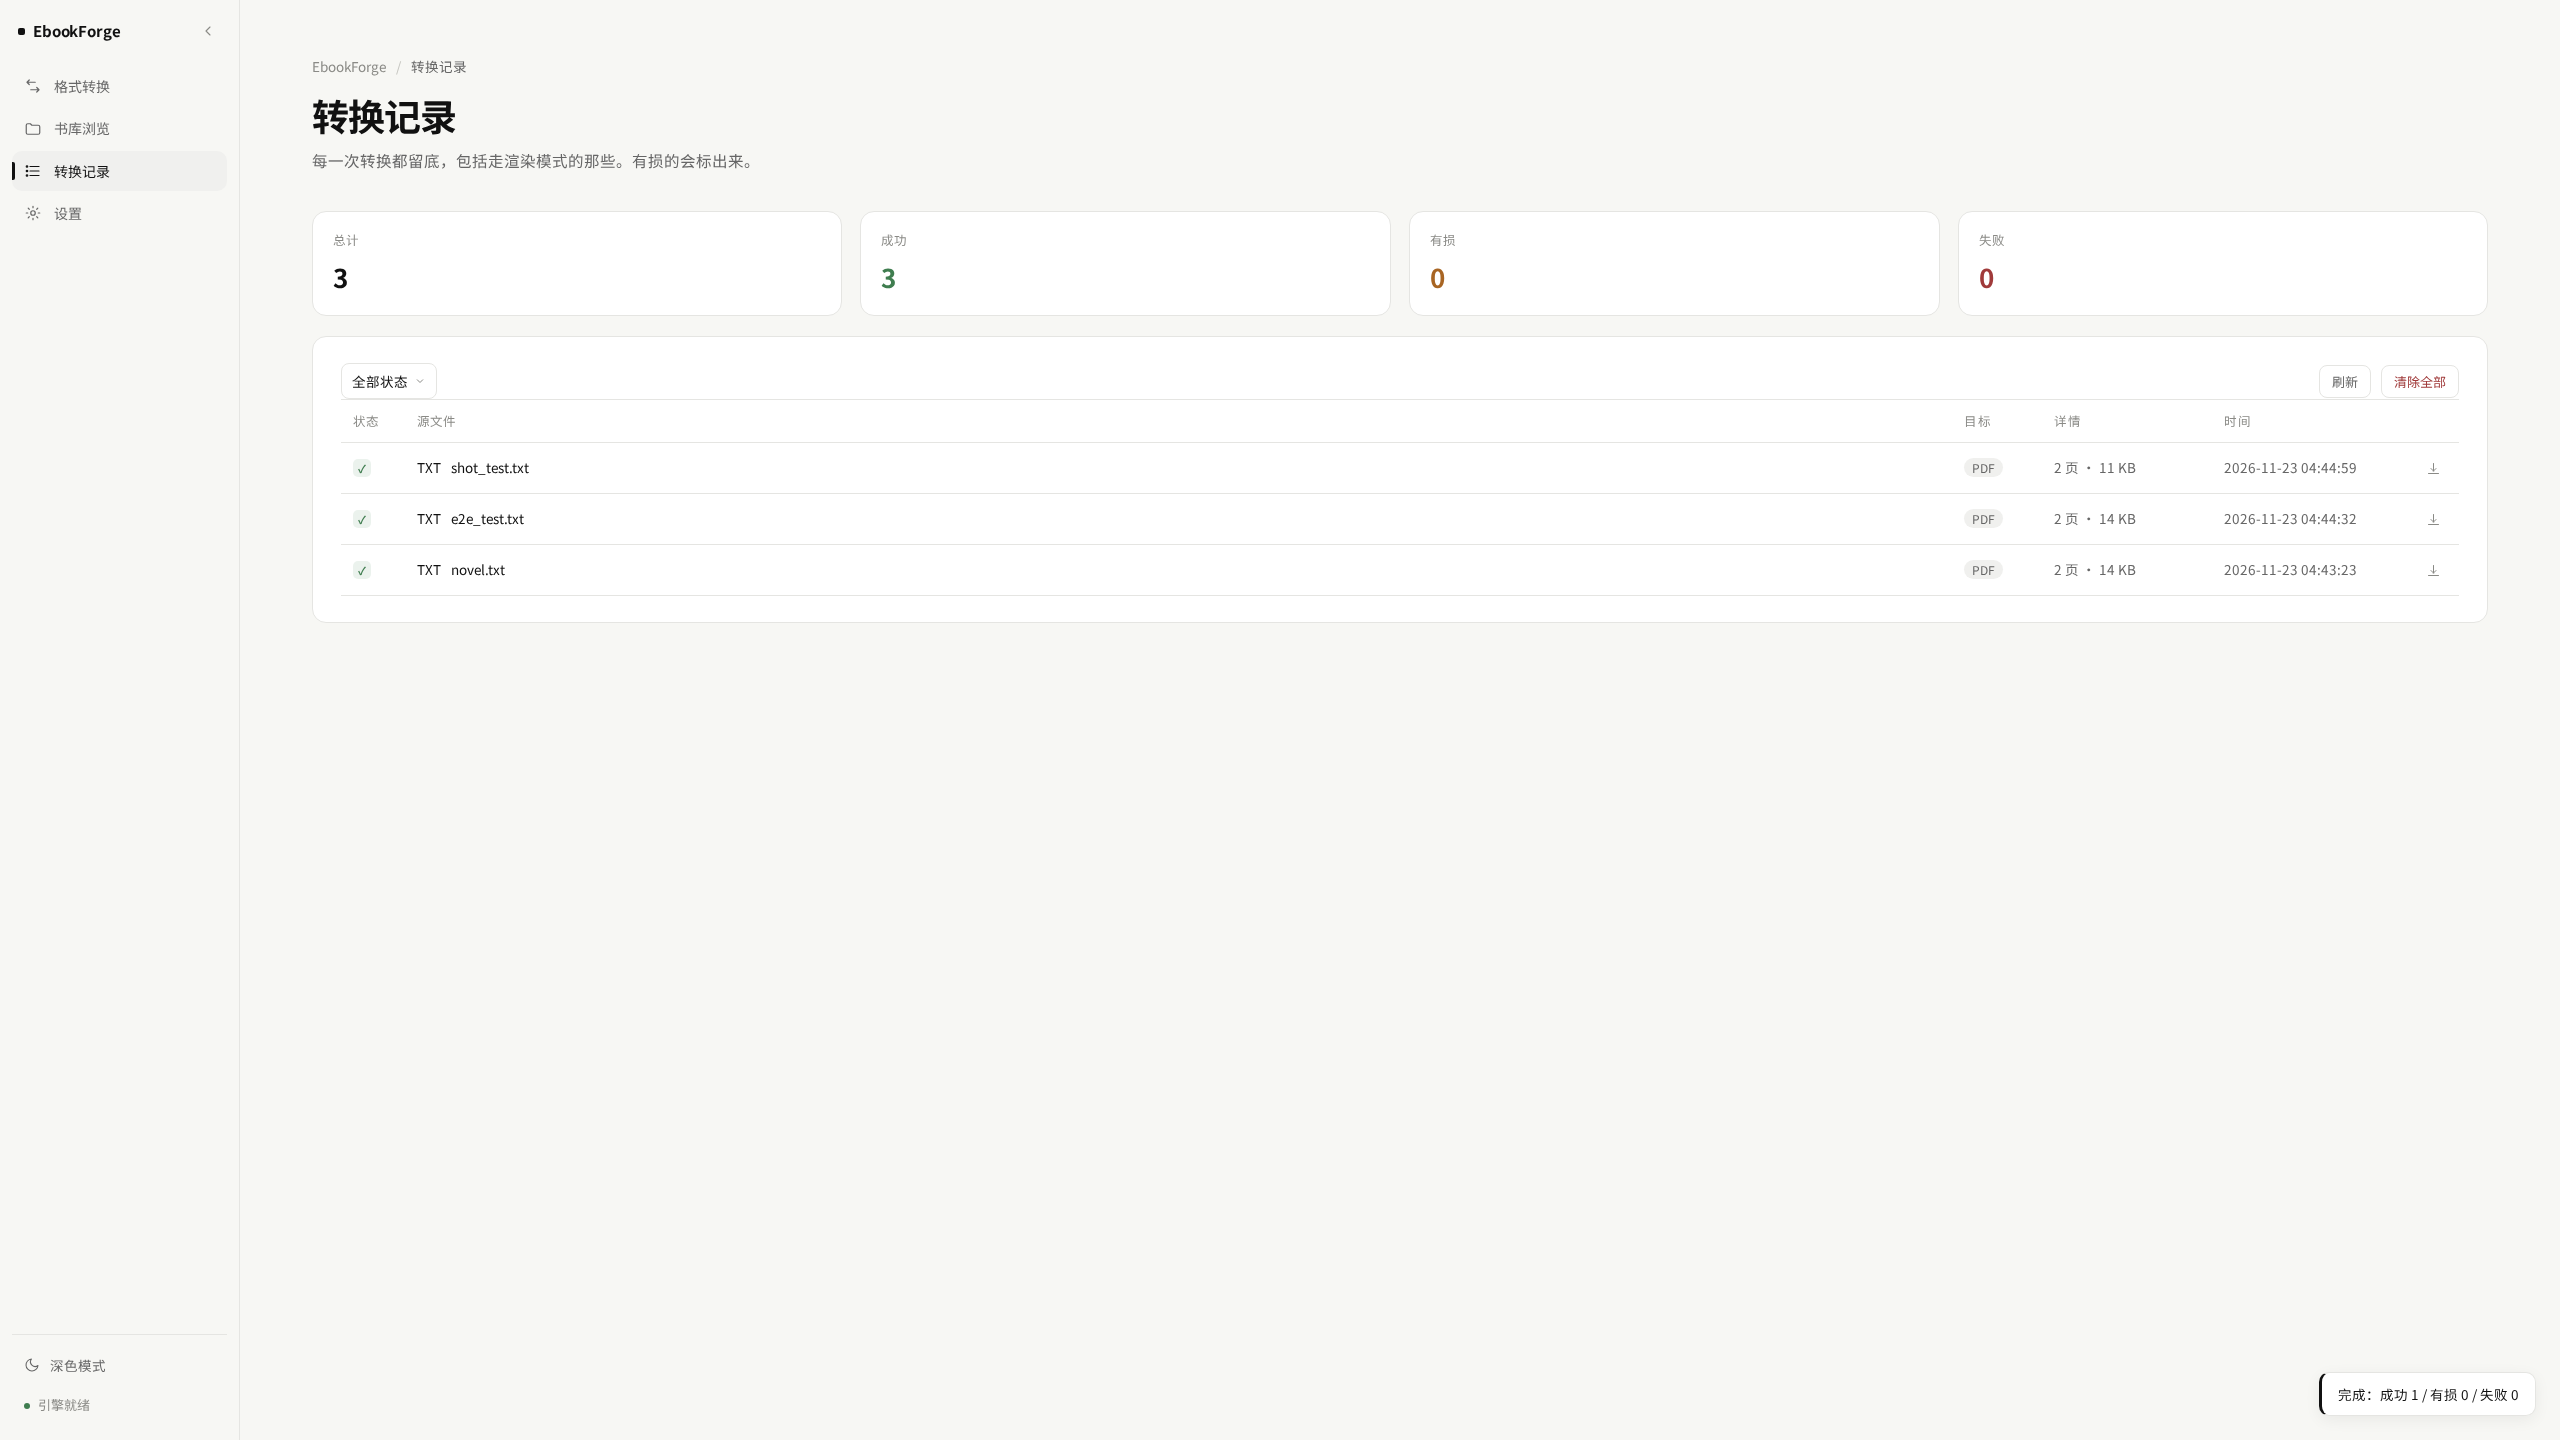 EbookForge
格式转换
书库浏览
转换记录
设置
EbookForge / 转换记录
转换记录
每一次转换都留底，包括走渲染模式的那些。有损的会标出来。
总计
3
成功
3
有损
0
失败
0
全部状态
刷新 清除全部
状态 源文件 目标 详情 时间
✓ TXT shot_test.txt PDF 2 页 · 11 KB 2026-11-23 04:44:59
✓ TXT e2e_test.txt PDF 2 页 · 14 KB 2026-11-23 04:44:32
✓ TXT novel.txt PDF 2 页 · 14 KB 2026-11-23 04:43:23
深色模式
引擎就绪
完成：成功 1 / 有损 0 / 失败 0